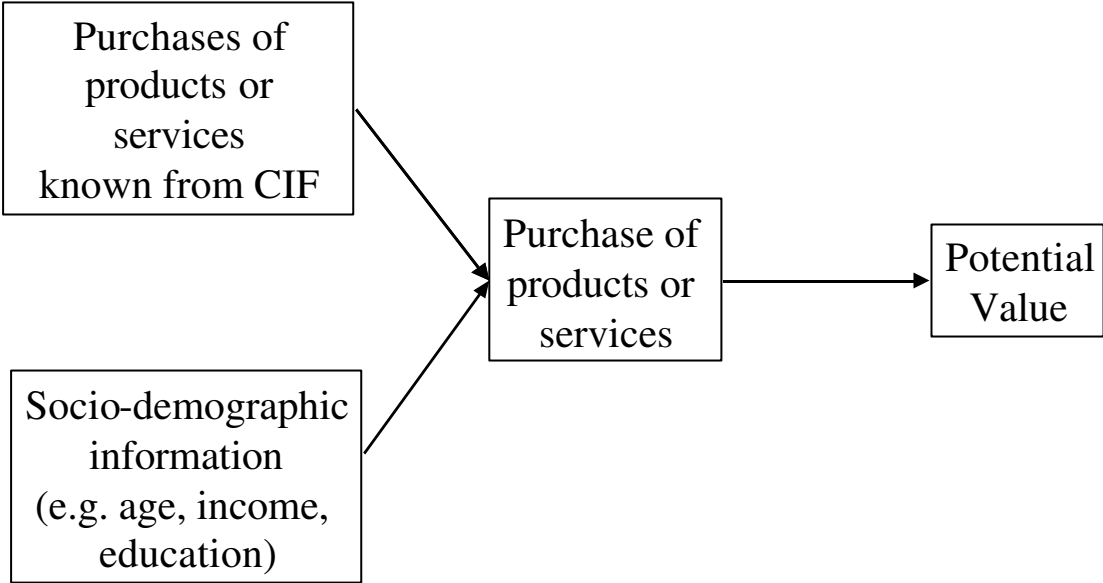 Purchases of
products or
services
known from CIF
Purchase of
products or
services
Potential
Value
Socio-demographic
information
(e.g. age, income,
education)